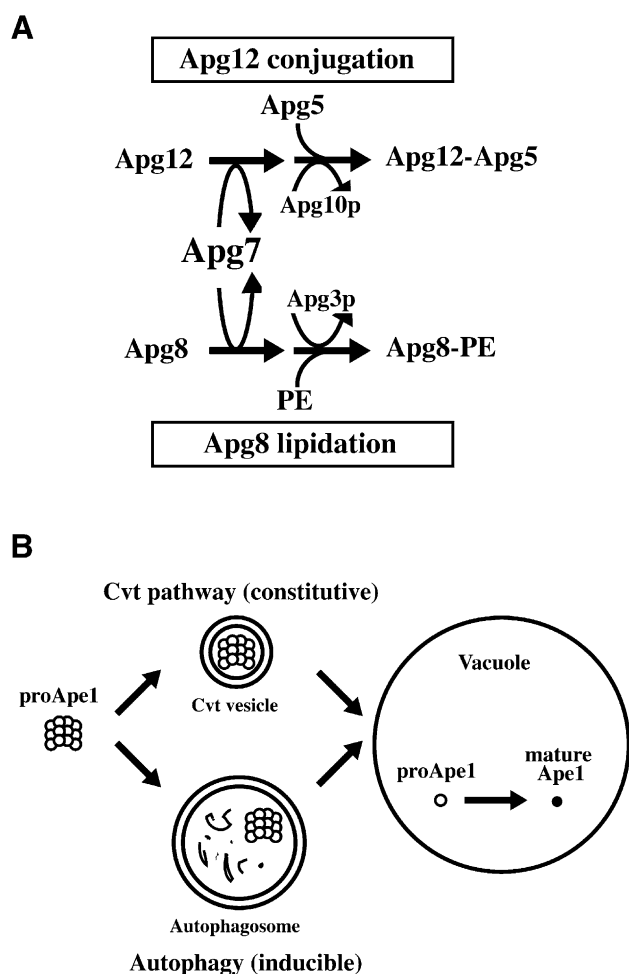 A
Apg12 conjugation
Apg5
Apg12
Apg12-Apg5
Apg10p
Apg7
Apg3p
Apg8
Apg8-PE
PE
Apg8 lipidation
B
Cvt pathway (constitutive)
Vacuole
proApe1
Cvt vesicle
proApe1
mature
Ape1
Autophagosome
Autophagy (inducible)